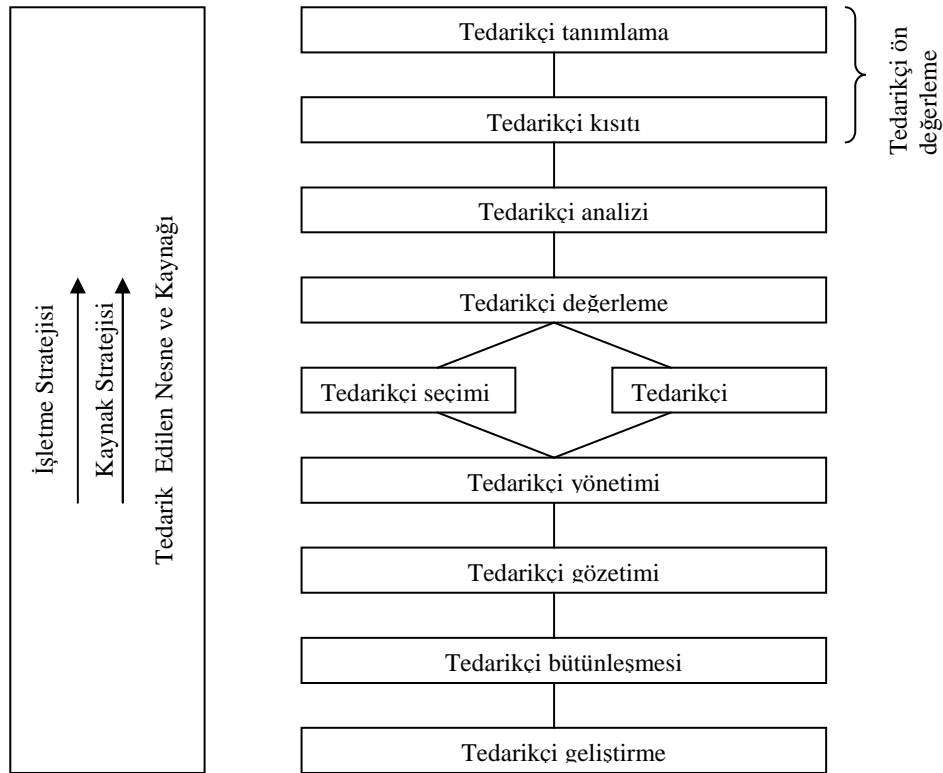 İşletme Stratejisi
Kaynak Stratejisi
Tedarik Edilen Nesne ve Kaynağı
Tedarikçi tanımlama
Tedarikçi kısıtı
Tedarikçi ön
değerleme
Tedarikçi analizi
Tedarikçi değerleme
Tedarikçi seçimi
Tedarikçi
Tedarikçi yönetimi
Tedarikçi gözetimi
Tedarikçi bütünleşmesi
Tedarikçi geliştirme